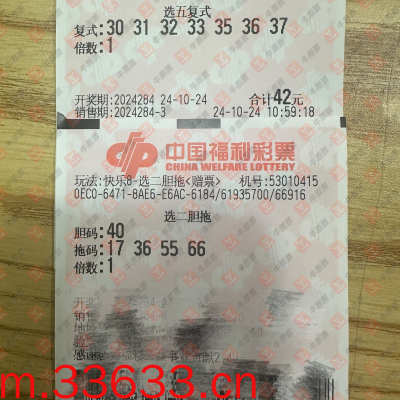 选五复式
复式:30 31 32 33 35 36 37
倍数:1
开奖期:2024284 24-10-24 合计42元
销售期:2024284-3 24-10-24 10:59:18
中国福利彩票
CHINA WELFARE LOTTERY
玩法:快乐8-选二胆拖<赠票> 机号:53010415
0EC0-6471-8AE6-E6AC-6184/61935700/66916
选二胆拖
胆码:40
拖码:17 36 55 66
倍数:1
m.33633.cn